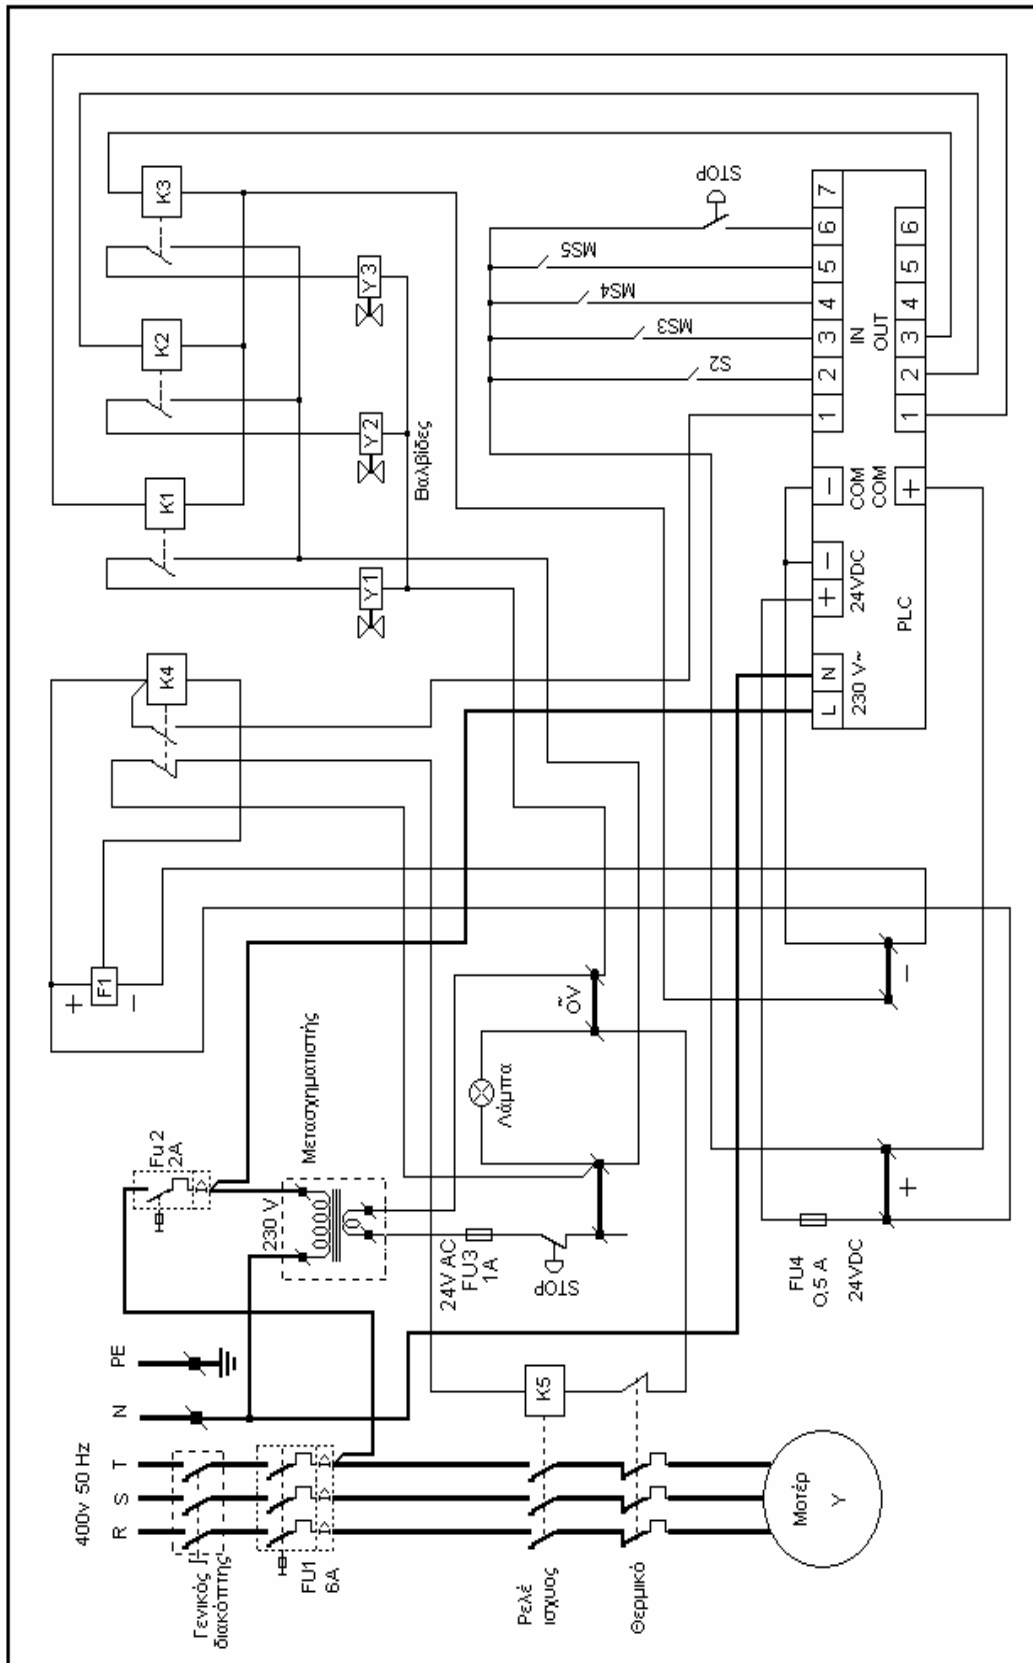 400v 50 Hz
R
S
T
N
PE
Γενικός
διακόπτης
FU1
6A
Fu 2
2A
230 V
Μετασχηματιστής
24V AC
FU3
1A
STOP
Λάμπα
0V
~
F1
+
−
K4
K1
K2
K3
Y1
Y2
Y3
Βαλβίδες
K5
Ρελέ
ισχυος
Θερμικό
Μοτέρ
Y
FU4
0,5 A
24VDC
+
−
S2
MS3
MS4
MS5
STOP
L
N
+
−
−
1
2
3
4
5
6
7
230 V~
24VDC
COM
IN
COM
OUT
PLC
+
1
2
3
4
5
6